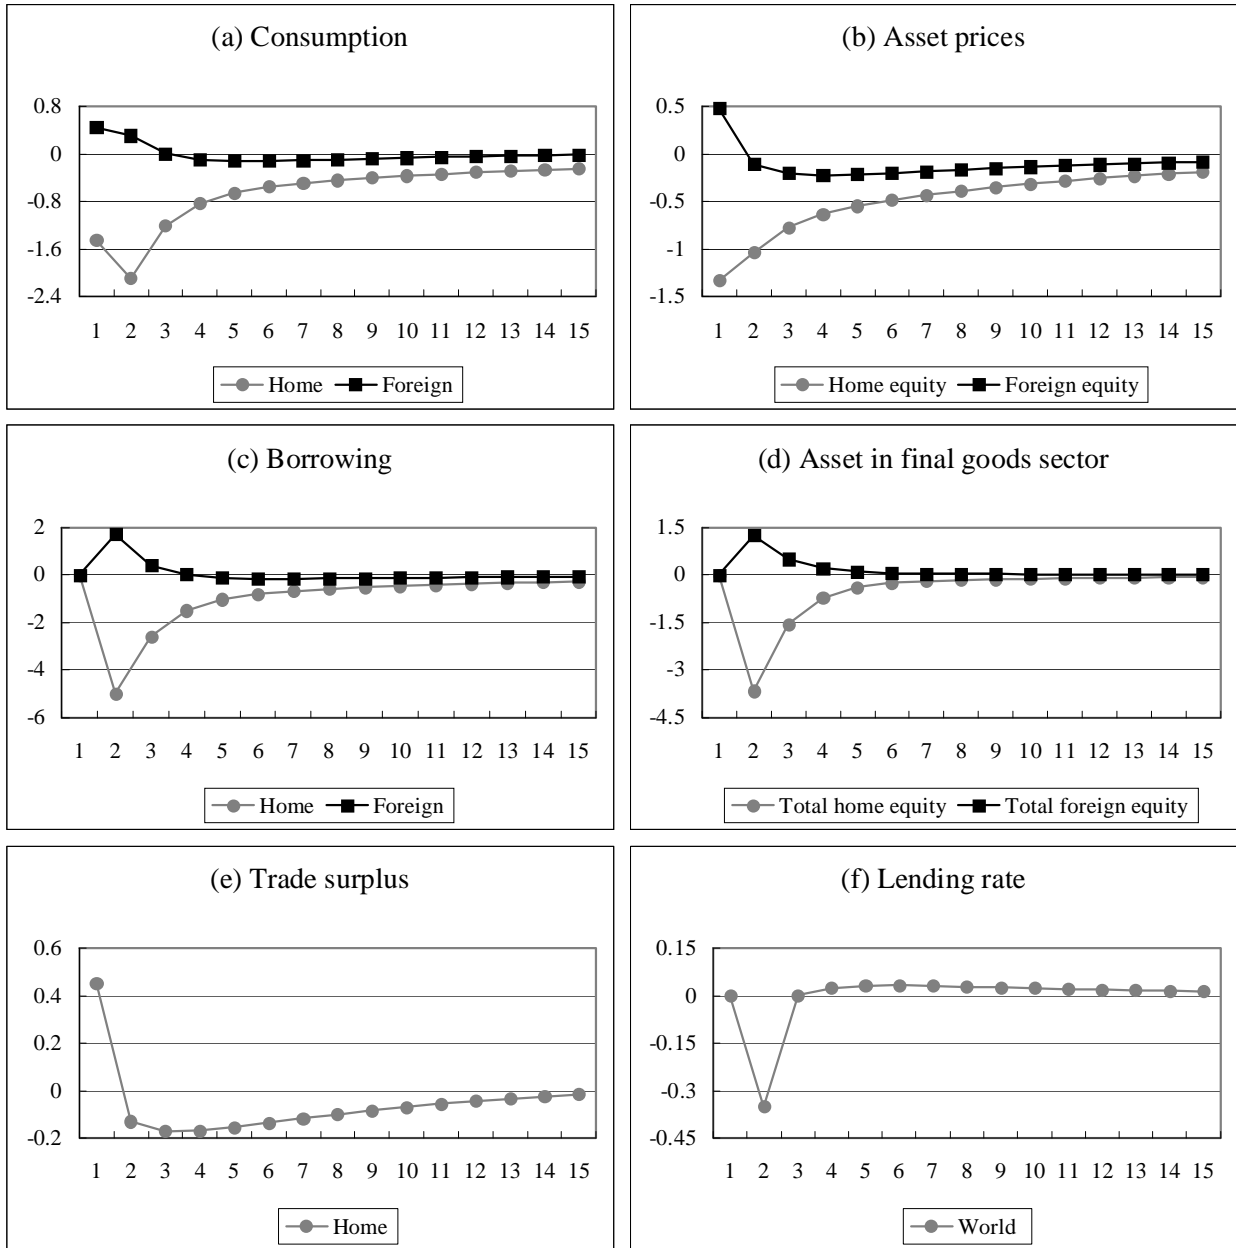 (a) Consumption
0.8
0
-0.8
-1.6
-2.4
1 2 3 4 5 6 7 8 9 10 11 12 13 14 15
Home Foreign
(b) Asset prices
0.5
0
-0.5
-1
-1.5
1 2 3 4 5 6 7 8 9 10 11 12 13 14 15
Home equity Foreign equity
(c) Borrowing
2
0
-2
-4
-6
1 2 3 4 5 6 7 8 9 10 11 12 13 14 15
Home Foreign
(d) Asset in final goods sector
1.5
0
-1.5
-3
-4.5
1 2 3 4 5 6 7 8 9 10 11 12 13 14 15
Total home equity Total foreign equity
(e) Trade surplus
0.6
0.4
0.2
0
-0.2
1 2 3 4 5 6 7 8 9 10 11 12 13 14 15
Home
(f) Lending rate
0.15
0
-0.15
-0.3
-0.45
1 2 3 4 5 6 7 8 9 10 11 12 13 14 15
World